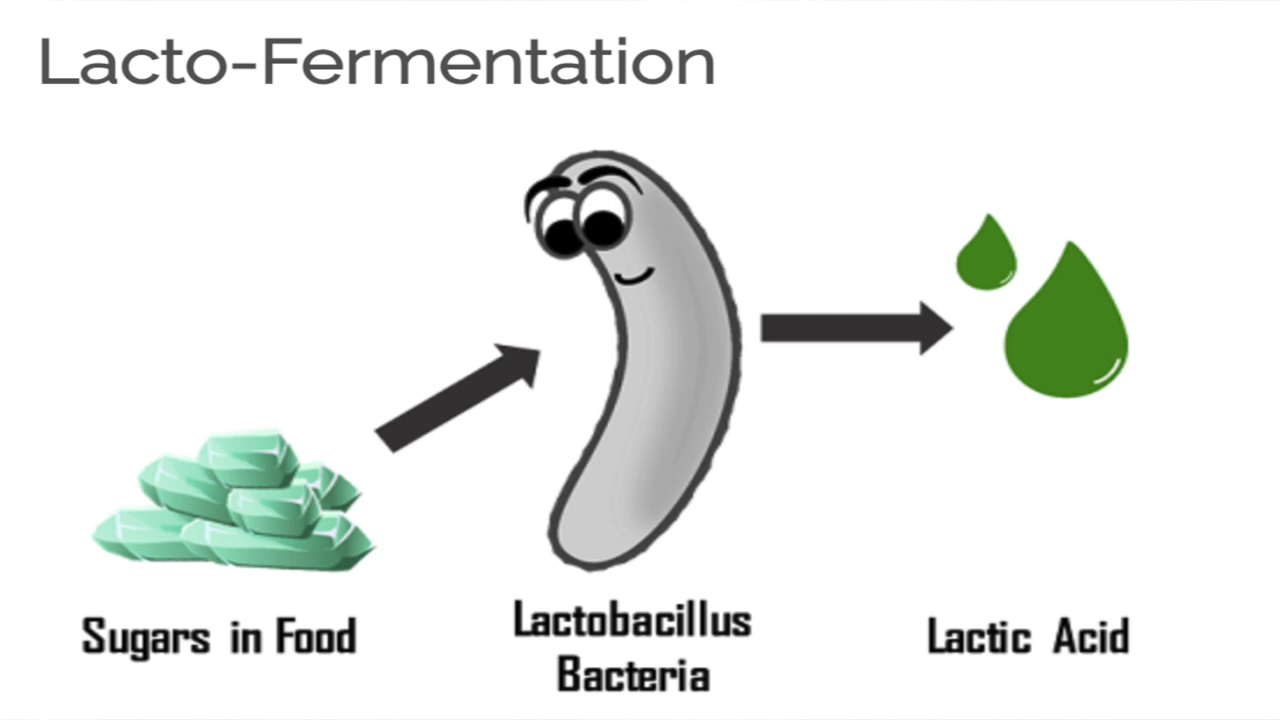 Lacto-Fermentation
Sugars in Food
Lactobacillus
Bacteria
Lactic Acid